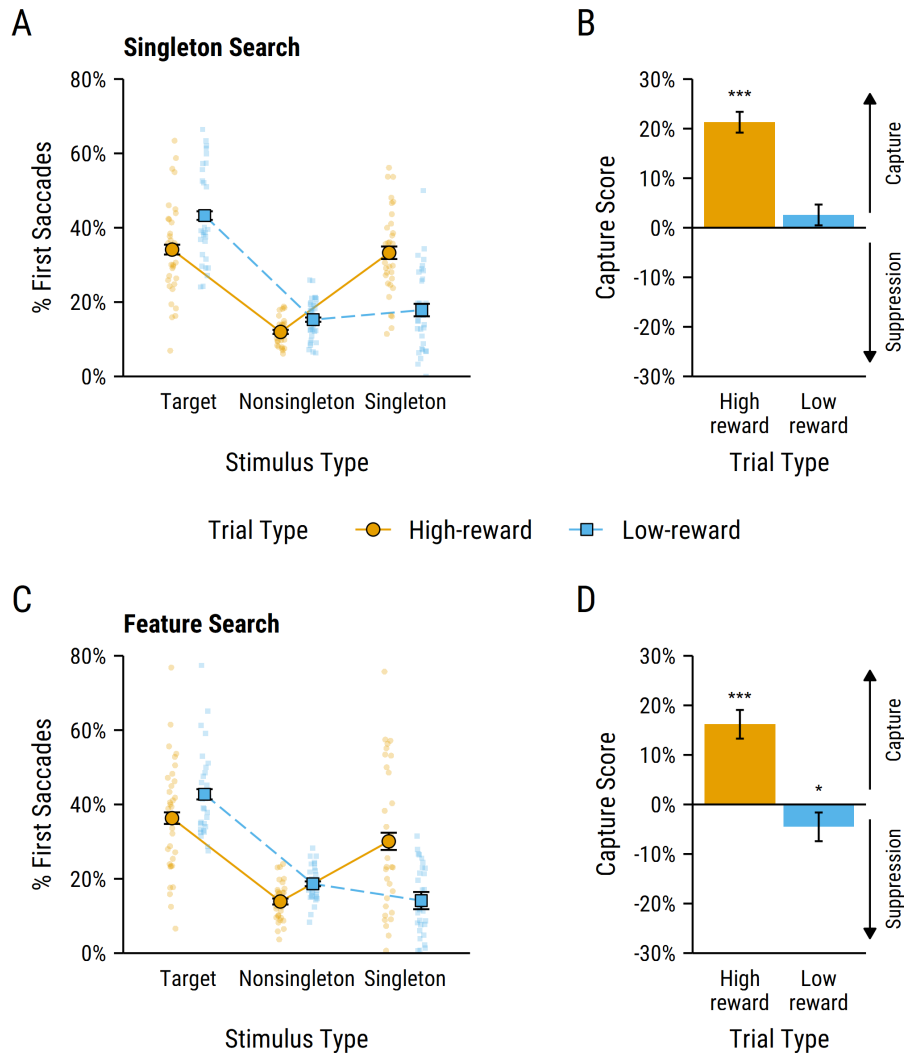 A
Singleton Search
% First Saccades
80%
60%
40%
20%
0%
Target Nonsingleton Singleton
Stimulus Type
B
Capture Score
30%
20%
10%
0%
-10%
-20%
-30%
***
Capture
Suppression
High reward
Low reward
Trial Type
Trial Type High-reward Low-reward
C
Feature Search
% First Saccades
80%
60%
40%
20%
0%
Target Nonsingleton Singleton
Stimulus Type
D
Capture Score
30%
20%
10%
0%
-10%
-20%
-30%
***
*
Capture
Suppression
High reward
Low reward
Trial Type